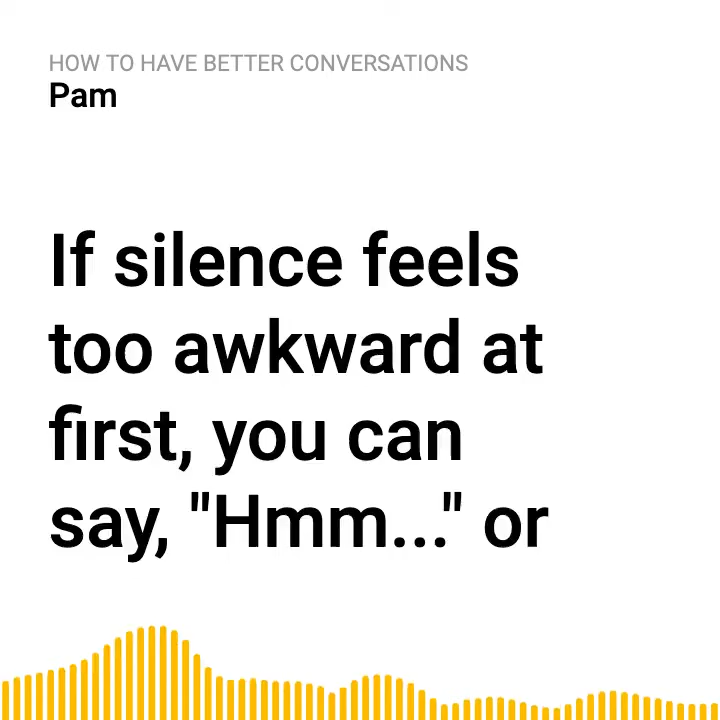 HOW TO HAVE BETTER CONVERSATIONS
Pam
If silence feels
too awkward at
first, you can
say, "Hmm..." or